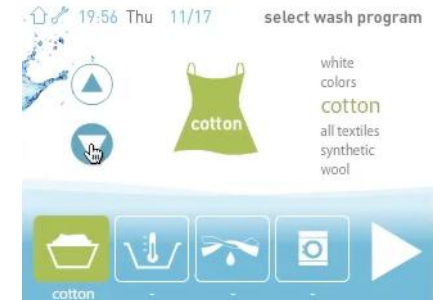 19:56 Thu 11/17 select wash program
white
colors
cotton
cotton
all textiles
synthetic
wool
cotton - - -